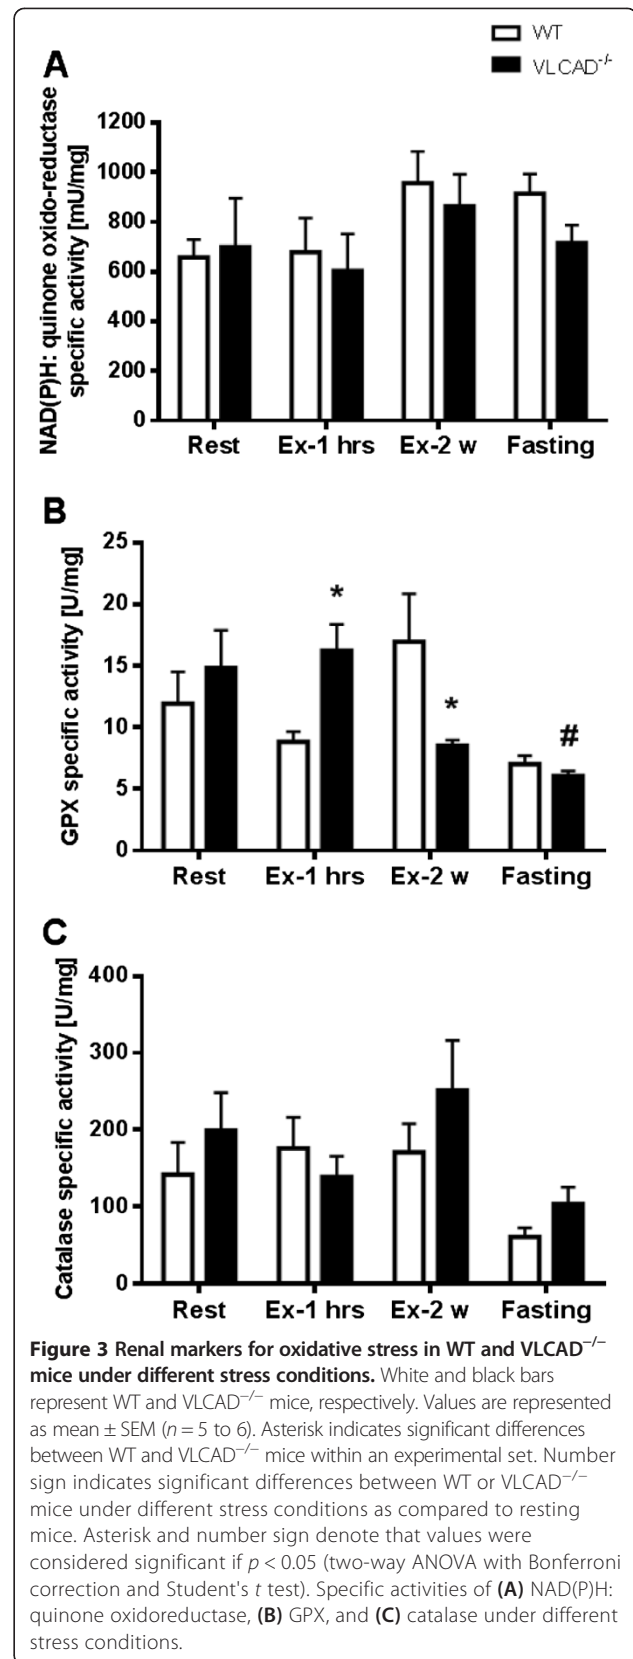 WT
VLCAD-/-
A
NAD(P)H: quinone oxido-reductase
specific activity [mU/mg]
1200
1000
800
600
400
200
0
Rest Ex-1 hrs Ex-2 w Fasting
B
GPX specific activity [U/mg]
25
20
15
10
5
0
*
*
#
Rest Ex-1 hrs Ex-2 w Fasting
C
Catalase specific activity [U/mg]
400
300
200
100
0
Rest Ex-1 hrs Ex-2 w Fasting
Figure 3 Renal markers for oxidative stress in WT and VLCAD−/−
mice under different stress conditions. White and black bars
represent WT and VLCAD−/− mice, respectively. Values are represented
as mean ± SEM (n = 5 to 6). Asterisk indicates significant differences
between WT and VLCAD−/− mice within an experimental set. Number
sign indicates significant differences between WT or VLCAD−/−
mice under different stress conditions as compared to resting
mice. Asterisk and number sign denote that values were
considered significant if p < 0.05 (two-way ANOVA with Bonferroni
correction and Student's t test). Specific activities of (A) NAD(P)H:
quinone oxidoreductase, (B) GPX, and (C) catalase under different
stress conditions.